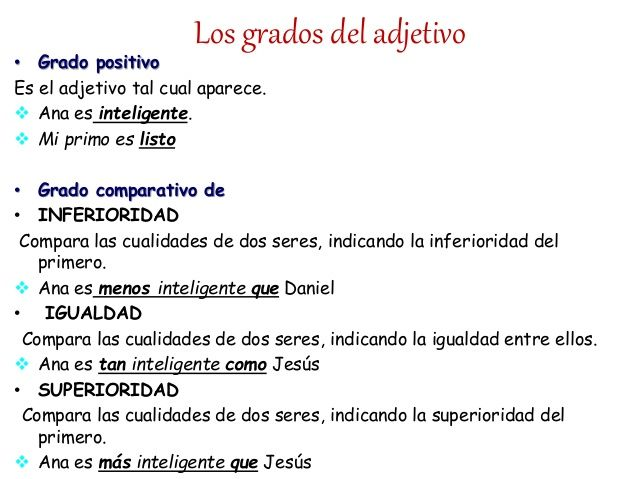 Los grados del adjetivo
• Grado positivo
Es el adjetivo tal cual aparece.
❖ Ana es inteligente.
❖ Mi primo es listo
• Grado comparativo de
• INFERIORIDAD
Compara las cualidades de dos seres, indicando la inferioridad del
primero.
❖ Ana es menos inteligente que Daniel
• IGUALDAD
Compara las cualidades de dos seres, indicando la igualdad entre ellos.
❖ Ana es tan inteligente como Jesús
• SUPERIORIDAD
Compara las cualidades de dos seres, indicando la superioridad del
primero.
❖ Ana es más inteligente que Jesús